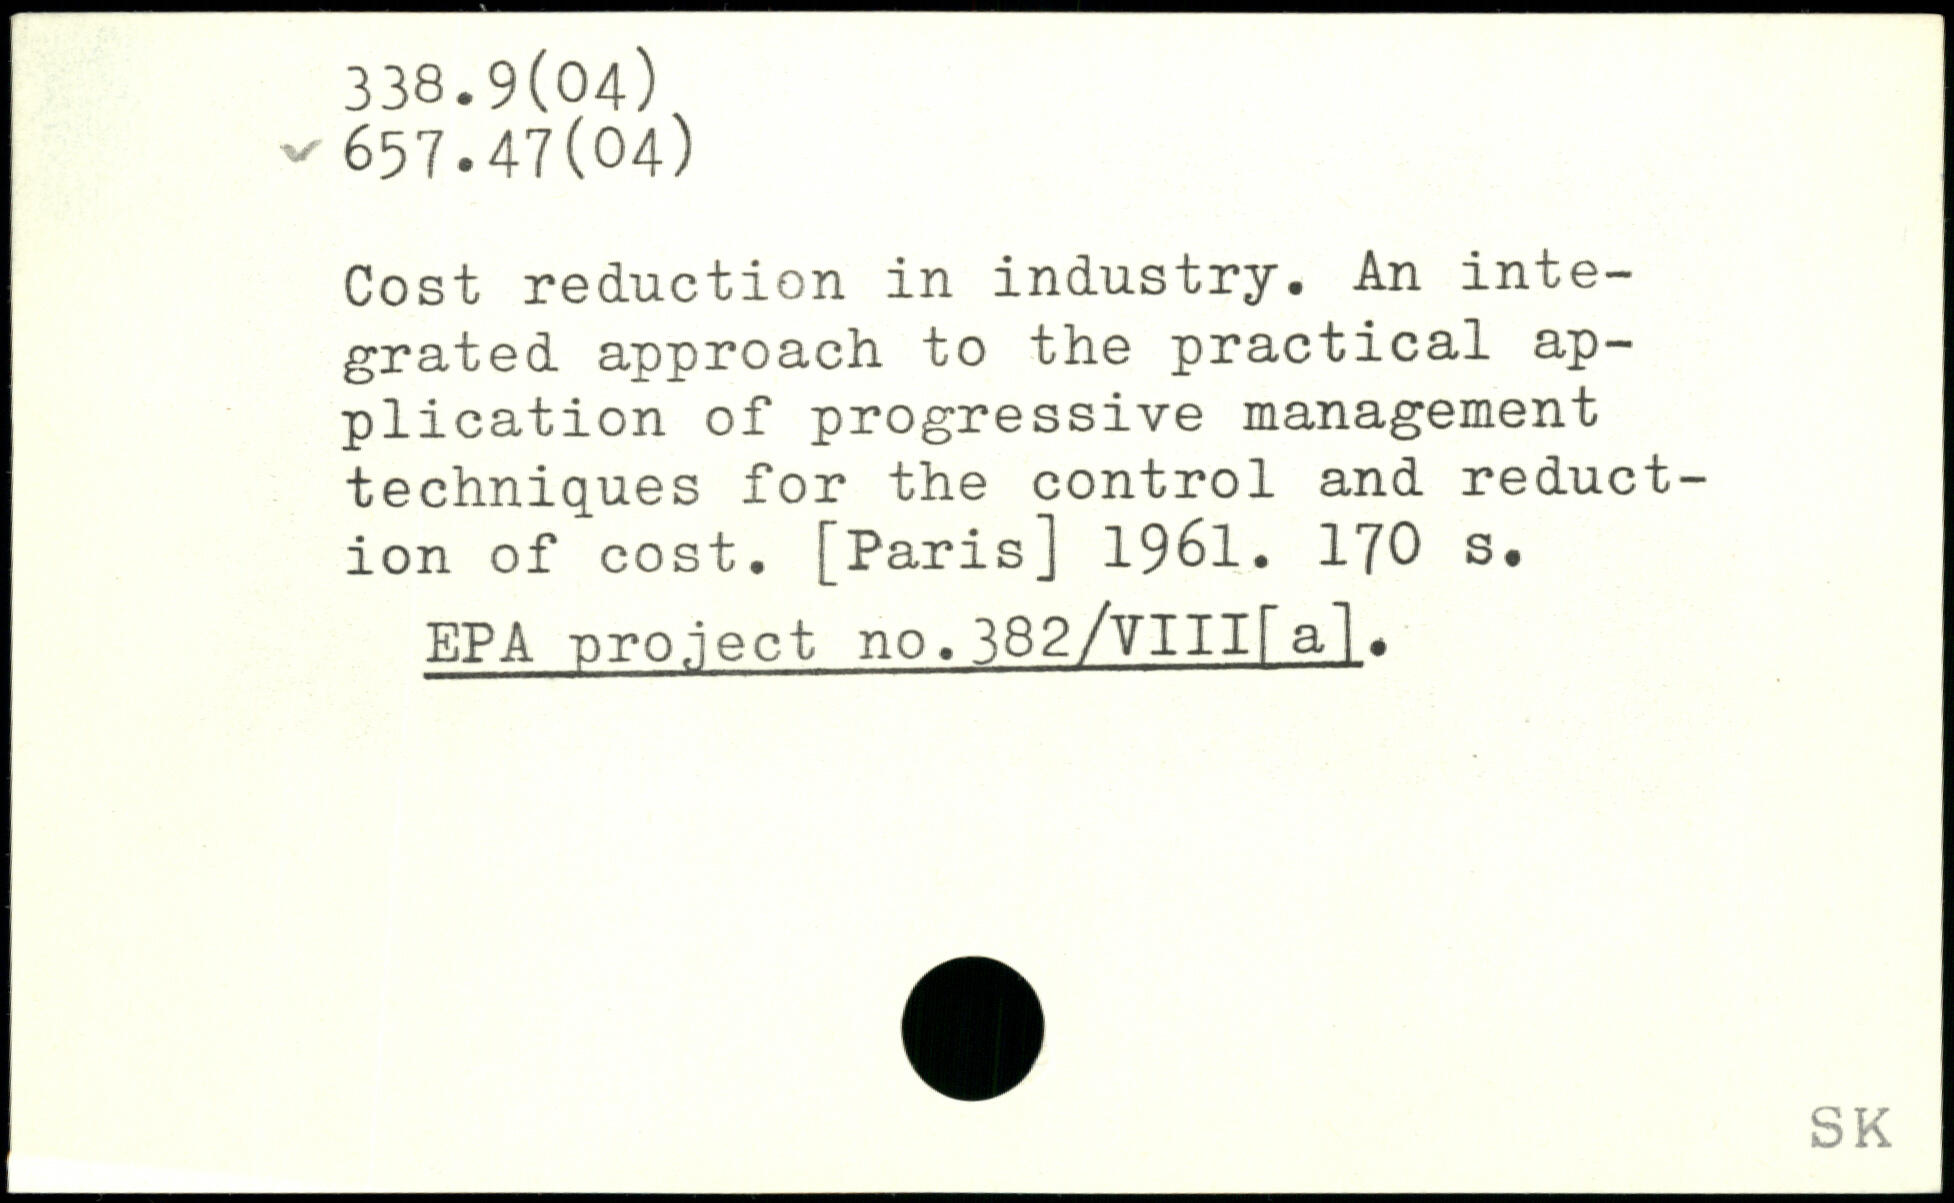 338.9(04)
✓ 657.47(04)
Cost reduction in industry. An inte-
grated approach to the practical ap-
plication of progressive management
techniques for the control and reduct-
ion of cost. [Paris] 1961. 170 s.
EPA project no.382/VIII[a].
SK